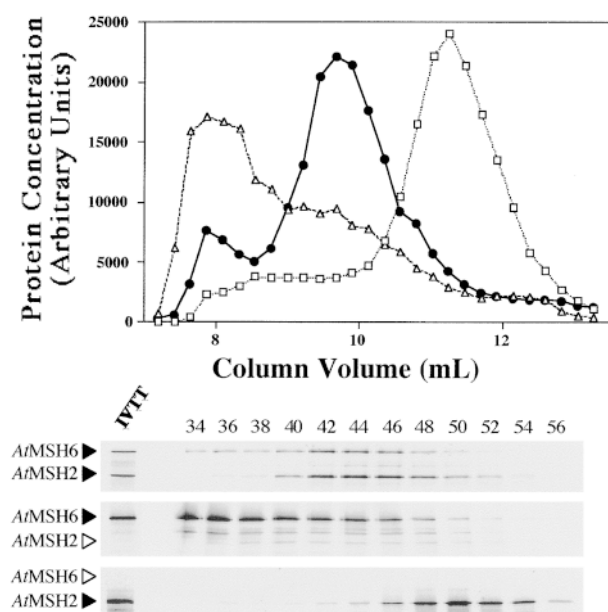 Protein Concentration
(Arbitrary Units)
25000
20000
15000
10000
5000
0
8
10
12
Column Volume (mL)
IVTT
34 36 38 40 42 44 46 48 50 52 54 56
AtMSH6
AtMSH2
AtMSH6
AtMSH2
AtMSH6
AtMSH2